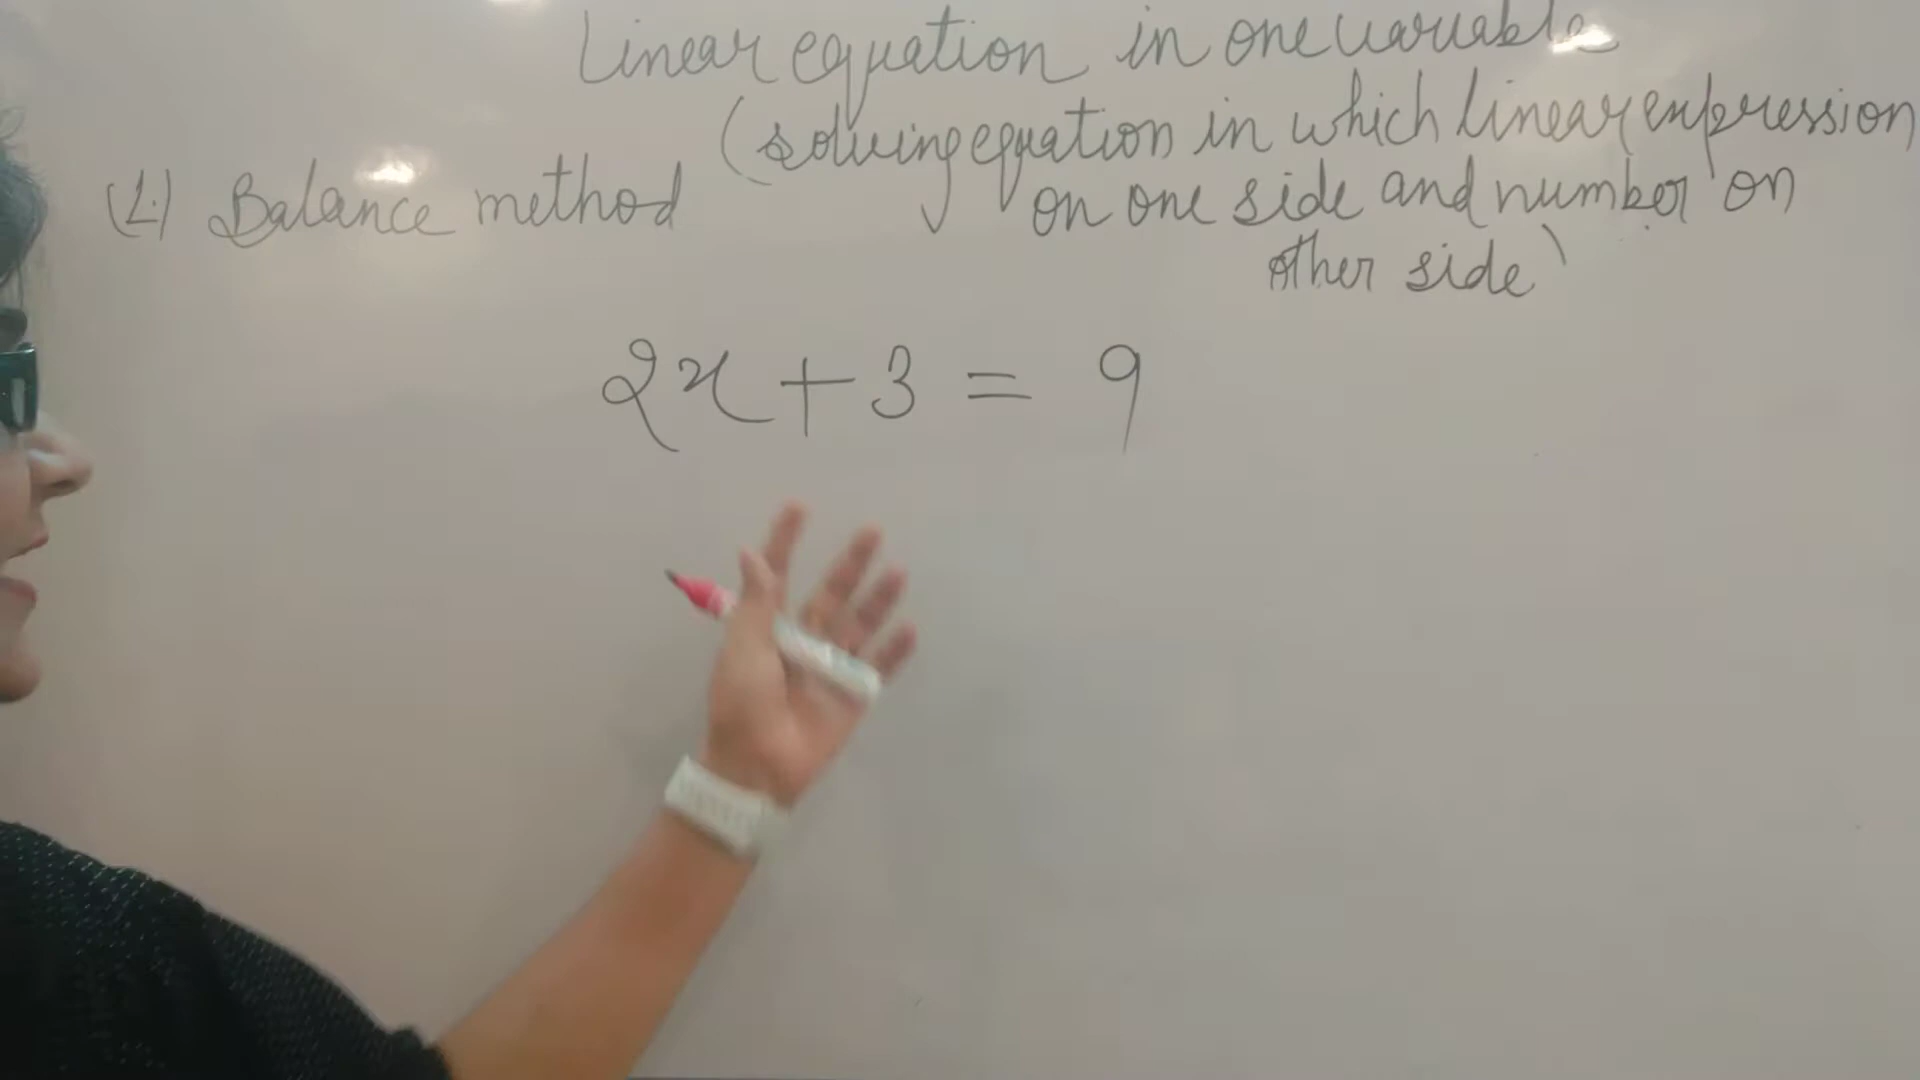 Linear equation in one variable
(solving equation in which linear expression
(1.) Balance method
on one side and number on
other side)
2x + 3 = 9